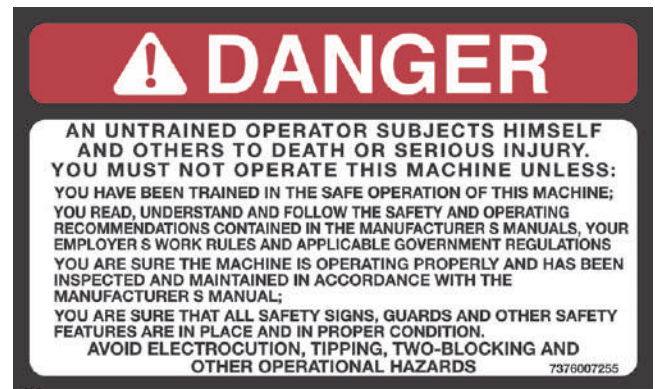 DANGER
AN UNTRAINED OPERATOR SUBJECTS HIMSELF
AND OTHERS TO DEATH OR SERIOUS INJURY.
YOU MUST NOT OPERATE THIS MACHINE UNLESS:
YOU HAVE BEEN TRAINED IN THE SAFE OPERATION OF THIS MACHINE;
YOU READ, UNDERSTAND AND FOLLOW THE SAFETY AND OPERATING
RECOMMENDATIONS CONTAINED IN THE MANUFACTURER S MANUALS, YOUR
EMPLOYER S WORK RULES AND APPLICABLE GOVERNMENT REGULATIONS
YOU ARE SURE THE MACHINE IS OPERATING PROPERLY AND HAS BEEN
INSPECTED AND MAINTAINED IN ACCORDANCE WITH THE
MANUFACTURER S MANUAL;
YOU ARE SURE THAT ALL SAFETY SIGNS, GUARDS AND OTHER SAFETY
FEATURES ARE IN PLACE AND IN PROPER CONDITION.
AVOID ELECTROCUTION, TIPPING, TWO-BLOCKING AND
OTHER OPERATIONAL HAZARDS 7376007255